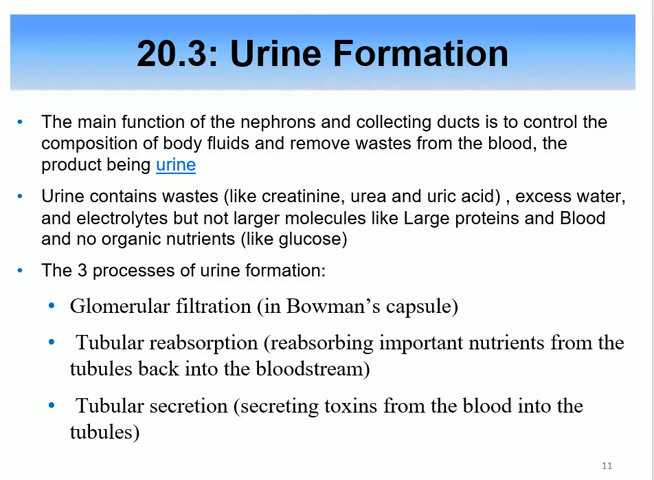 20.3: Urine Formation
• The main function of the nephrons and collecting ducts is to control the
composition of body fluids and remove wastes from the blood, the
product being urine
• Urine contains wastes (like creatinine, urea and uric acid) , excess water,
and electrolytes but not larger molecules like Large proteins and Blood
and no organic nutrients (like glucose)
• The 3 processes of urine formation:
• Glomerular filtration (in Bowman’s capsule)
• Tubular reabsorption (reabsorbing important nutrients from the
tubules back into the bloodstream)
• Tubular secretion (secreting toxins from the blood into the
tubules)
11